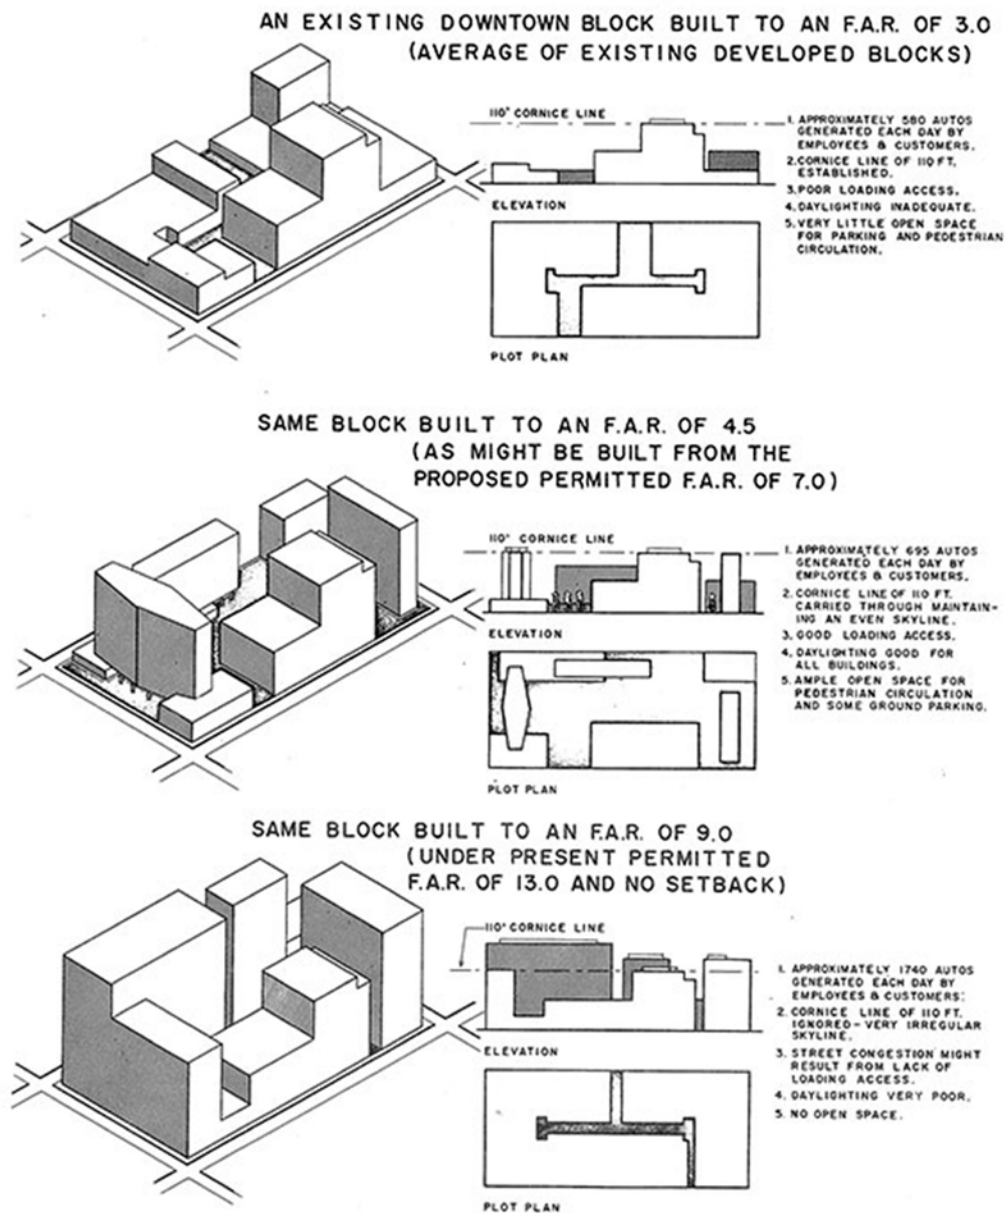 AN EXISTING DOWNTOWN BLOCK BUILT TO AN F.A.R. OF 3.0
(AVERAGE OF EXISTING DEVELOPED BLOCKS)
110' CORNICE LINE
ELEVATION
PLOT PLAN
1. APPROXIMATELY 580 AUTOS
GENERATED EACH DAY BY
EMPLOYEES & CUSTOMERS.
2. CORNICE LINE OF 110 FT.
ESTABLISHED.
3. POOR LOADING ACCESS.
4. DAYLIGHTING INADEQUATE.
5. VERY LITTLE OPEN SPACE
FOR PARKING AND PEDESTRIAN
CIRCULATION.
SAME BLOCK BUILT TO AN F.A.R. OF 4.5
(AS MIGHT BE BUILT FROM THE
PROPOSED PERMITTED F.A.R. OF 7.0)
110' CORNICE LINE
ELEVATION
PLOT PLAN
1. APPROXIMATELY 695 AUTOS
GENERATED EACH DAY BY
EMPLOYEES & CUSTOMERS.
2. CORNICE LINE OF 110 FT.
CARRIED THROUGH MAINTAIN-
ING AN EVEN SKYLINE.
3. GOOD LOADING ACCESS.
4. DAYLIGHTING GOOD FOR
ALL BUILDINGS.
5. AMPLE OPEN SPACE FOR
PEDESTRIAN CIRCULATION
AND SOME GROUND PARKING.
SAME BLOCK BUILT TO AN F.A.R. OF 9.0
(UNDER PRESENT PERMITTED
F.A.R. OF 13.0 AND NO SETBACK)
110' CORNICE LINE
ELEVATION
PLOT PLAN
1. APPROXIMATELY 1740 AUTOS
GENERATED EACH DAY BY
EMPLOYEES & CUSTOMERS.
2. CORNICE LINE OF 110 FT.
IGNORED-VERY IRREGULAR
SKYLINE.
3. STREET CONGESTION MIGHT
RESULT FROM LACK OF
LOADING ACCESS.
4. DAYLIGHTING VERY POOR.
5. NO OPEN SPACE.